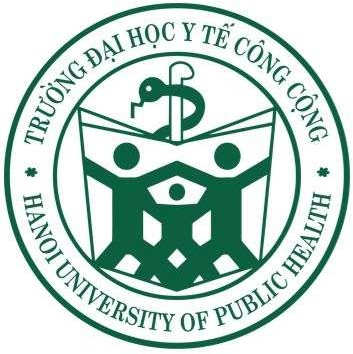 TRƯỜNG ĐẠI HỌC Y TẾ CÔNG CỘNG
HANOI UNIVERSITY OF PUBLIC HEALTH